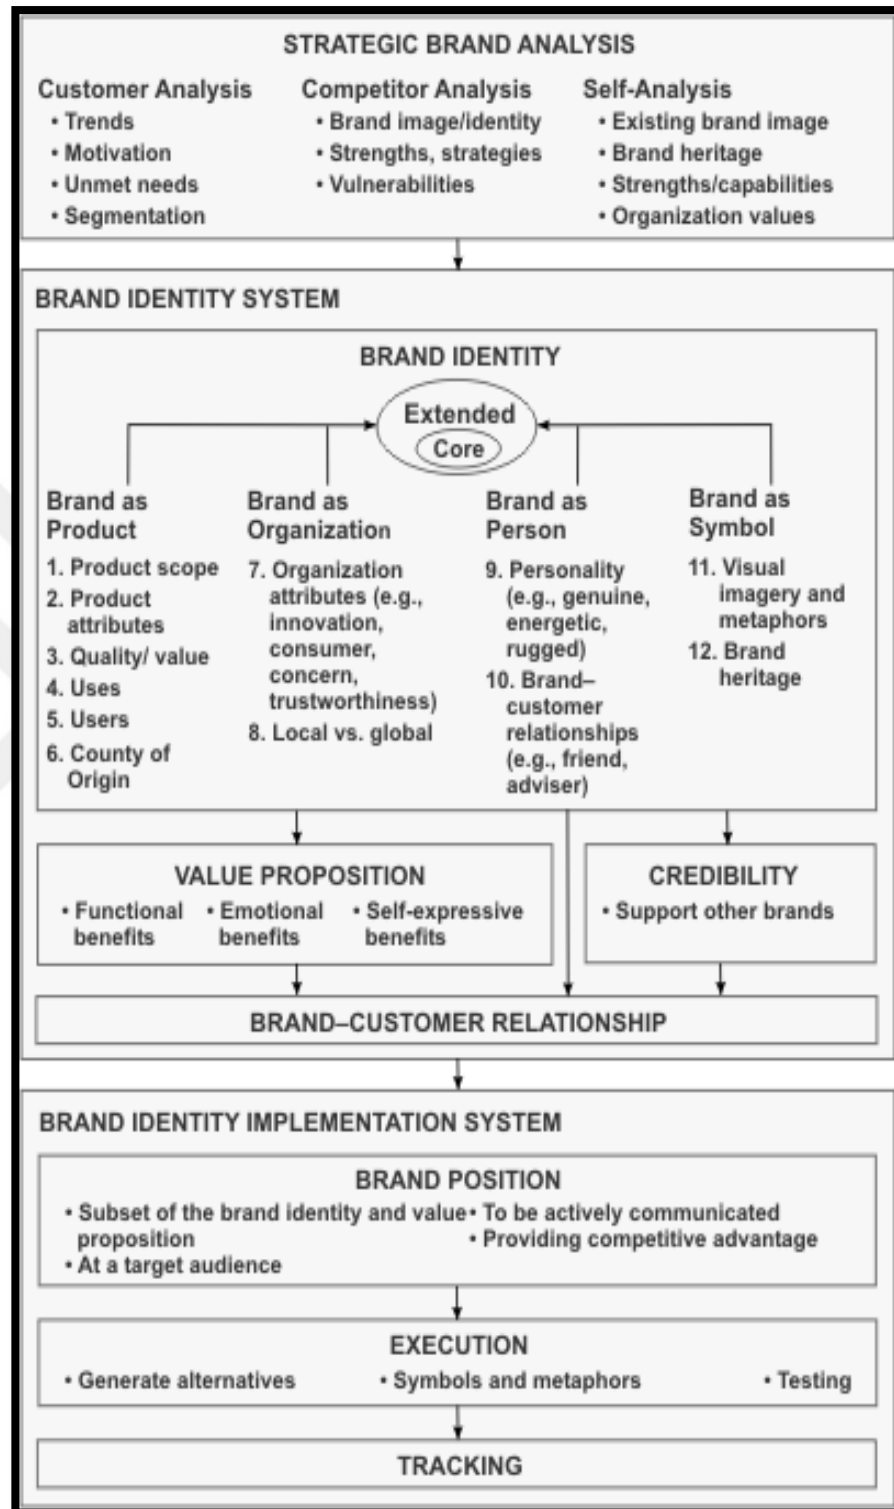 STRATEGIC BRAND ANALYSIS
Customer Analysis
• Trends
• Motivation
• Unmet needs
• Segmentation
Competitor Analysis
• Brand image/identity
• Strengths, strategies
• Vulnerabilities
Self-Analysis
• Existing brand image
• Brand heritage
• Strengths/capabilities
• Organization values
BRAND IDENTITY SYSTEM
BRAND IDENTITY
Extended
Core
Brand as
Product
1. Product scope
2. Product
attributes
3. Quality/ value
4. Uses
5. Users
6. County of
Origin
Brand as
Organization
7. Organization
attributes (e.g.,
innovation,
consumer,
concern,
trustworthiness)
8. Local vs. global
Brand as
Person
9. Personality
(e.g., genuine,
energetic,
rugged)
10. Brand–
customer
relationships
(e.g., friend,
adviser)
Brand as
Symbol
11. Visual
imagery and
metaphors
12. Brand
heritage
VALUE PROPOSITION
• Functional
benefits
• Emotional
benefits
• Self-expressive
benefits
CREDIBILITY
• Support other brands
BRAND–CUSTOMER RELATIONSHIP
BRAND IDENTITY IMPLEMENTATION SYSTEM
BRAND POSITION
• Subset of the brand identity and value
proposition
• At a target audience
• To be actively communicated
• Providing competitive advantage
EXECUTION
• Generate alternatives
• Symbols and metaphors
• Testing
TRACKING